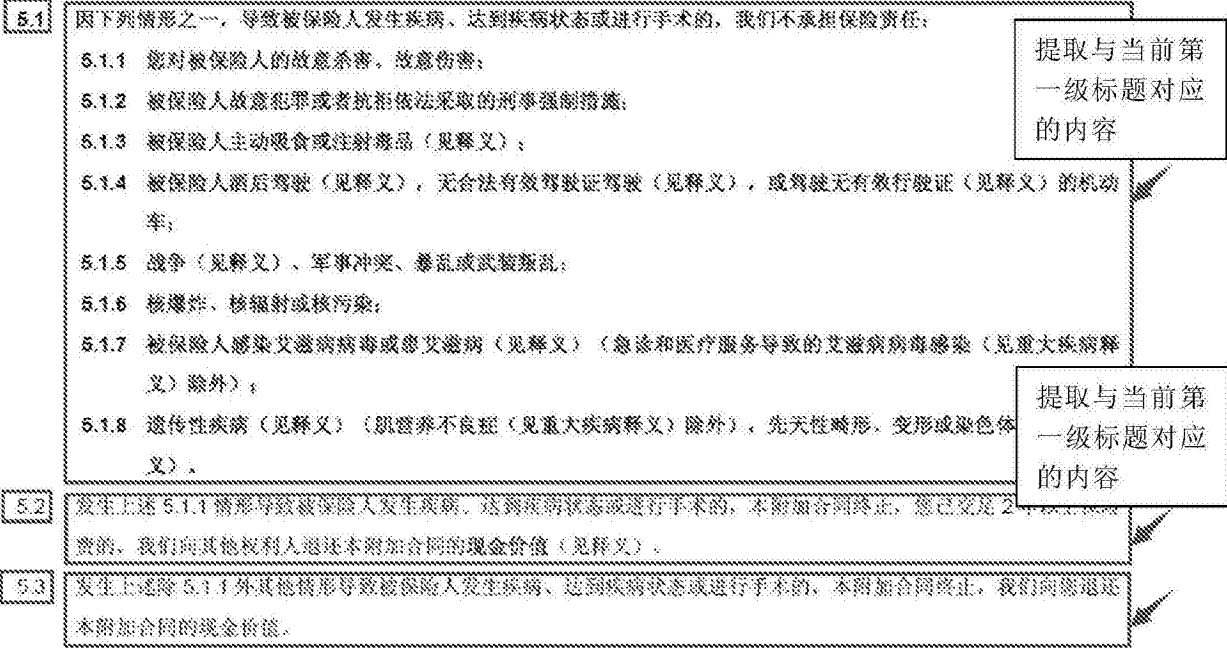 5.1 因下列情形之一，导致被保险人发生疾病、达到疾病状态或进行手术的，我们不承担保险责任：
5.1.1 您对被保险人的故意杀害、故意伤害；
5.1.2 被保险人故意犯罪或者抗拒依法采取的刑事强制措施；
5.1.3 被保险人主动吸食或注射毒品（见释义）；
5.1.4 被保险人酒后驾驶（见释义），无合法有效驾驶证驾驶（见释义），或驾驶无有效行驶证（见释义）的机动
车；
5.1.5 战争（见释义）、军事冲突、暴乱或武装叛乱；
5.1.6 核爆炸、核辐射或核污染；
5.1.7 被保险人感染艾滋病病毒或患艾滋病（见释义）（急诊和医疗服务导致的艾滋病病毒感染（见重大疾病释
义）除外）；
5.1.8 遗传性疾病（见释义）（肌营养不良症（见重大疾病释义）除外），先天性畸形、变形或染色体
义）。
5.2 发生上述 5.1.1 情形导致被保险人发生疾病、达到疾病状态或进行手术的，本附加合同终止，您已交足 2
费的，我们向其他权利人退还本附加合同的现金价值（见释义）。
5.3 发生上述除 5.1.1 外其他情形导致被保险人发生疾病、达到疾病状态或进行手术的，本附加合同终止，我们向您退还
本附加合同的现金价值。
提取与当前第
一级标题对应
的内容
提取与当前第
一级标题对应
的内容